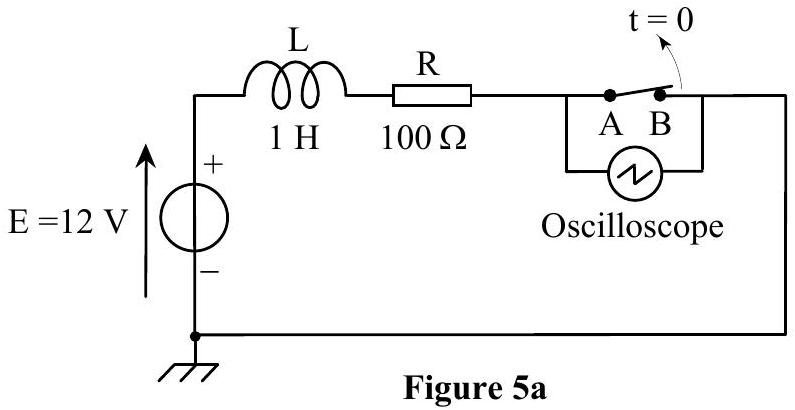 t = 0
L
R
A B
1 H
100 Ω
+
E =12 V
Oscilloscope
–
Figure 5a